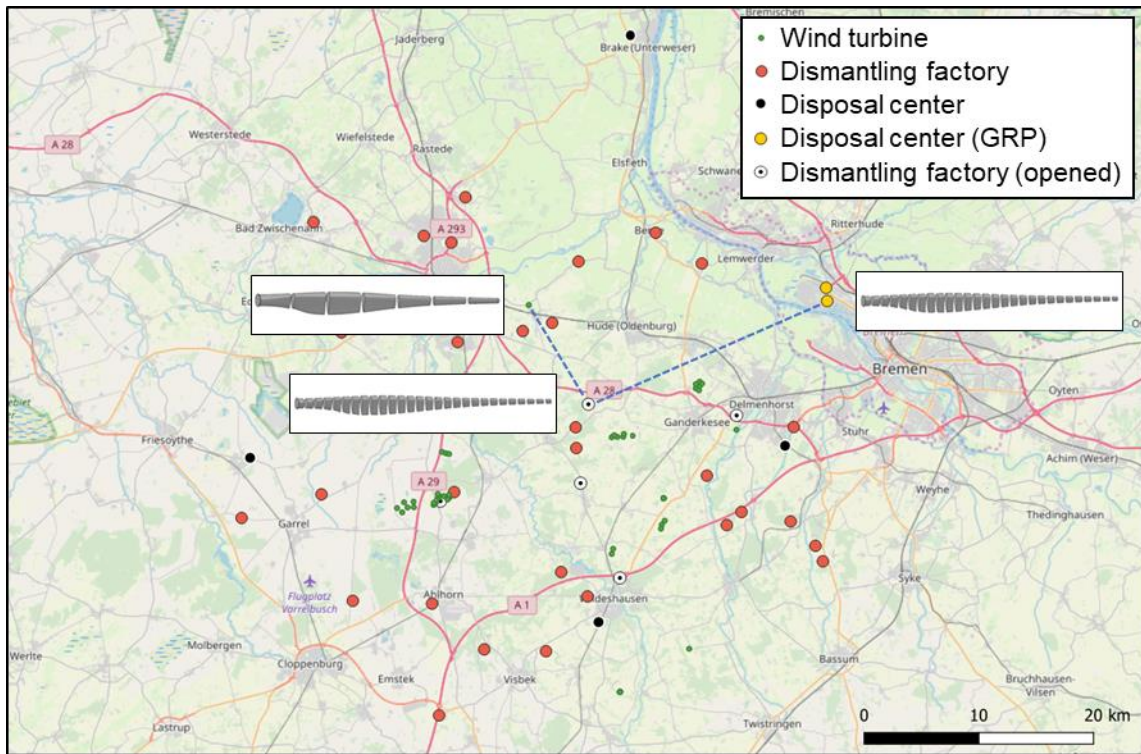 Bremischen
Jaderberg
Brake (Unterweser)
Wind turbine
Dismantling factory
Disposal center
Disposal center (GRP)
Dismantling factory (opened)
Westerstede
Wiefelstede
A 28
Rastede
Elsfleth
Schwane
Bad Zwischenahn
A 293
Ritterhude
Berne
Lemwerder
Hude (Oldenburg)
Bremen
Oyten
A 28
Delmenhorst
Ganderkesee
Stuhr
Friesoythe
Achim (Weser)
A 29
Weyhe
Garrel
Thedinghausen
Flugplatz
Varrelbusch
Ahlhorn
A 1
Wildeshausen
Syke
Molbergen
Werlte
Cloppenburg
Emstek
Visbek
Bassum
Bruchhausen-
Vilsen
Lastrup
Twistringen
0 10 20 km